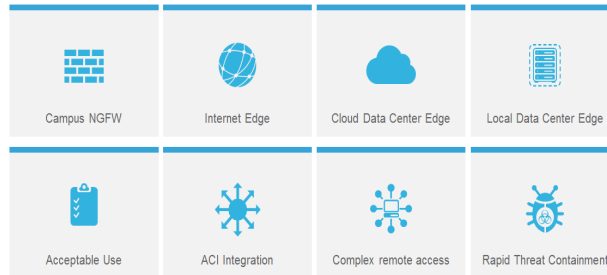 Campus NGFW
Internet Edge
Cloud Data Center Edge
Local Data Center Edge
Acceptable Use
ACI Integration
Complex remote access
Rapid Threat Containment